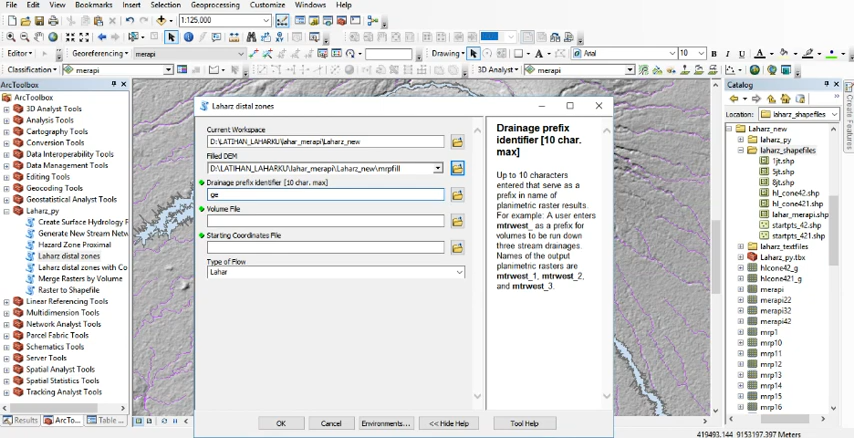 File Edit View Bookmarks Insert Selection Geoprocessing Customize Windows Help
1:125,000
Editor Georeferencing merapi Drawing Arial 10 B I U A
Classification merapi 3D Analyst merapi
ArcToolbox
ArcToolbox
3D Analyst Tools
Analysis Tools
Cartography Tools
Conversion Tools
Data Interoperability Tools
Data Management Tools
Editing Tools
Geocoding Tools
Geostatistical Analyst Tools
Laharz_py
Create Surface Hydrology F
Generate New Stream Netw
Hazard Zone Proximal
Laharz distal zones
Laharz distal zones with Co
Merge Rasters by Volume
Raster to Shapefile
Linear Referencing Tools
Multidimension Tools
Network Analyst Tools
Parcel Fabric Tools
Schematics Tools
Server Tools
Spatial Analyst Tools
Spatial Statistics Tools
Tracking Analyst Tools
Results ArcTo... Table ...
Laharz distal zones
Current Workspace
D:\LATIHAN_LAHARKU\lahar_merapi\Laharz_new
Filled DEM
D:\LATIHAN_LAHARKU\lahar_merapi\Laharz_new\mrpfill
Drainage prefix identifier [10 char. max]
ge
Volume File
Starting Coordinates File
Type of Flow
Lahar
OK Cancel Environments... << Hide Help Tool Help
Drainage prefix
identifier [10 char.
max]
Up to 10 characters
entered that serve as a
prefix in name of
planimetric raster results.
For example: A user enters
mtrwest_ as a prefix for
volumes to be run down
three stream drainages.
Names of the output
planimetric rasters are
mtrwest_1, mtrwest_2,
and mtrwest_3.
Catalog
Location: laharz_shapefiles
Laharz_new
laharz_py
laharz_shapefiles
1jt.shp
5jt.shp
8jt.shp
hl_cone42.shp
hl_cone421.shp
lahar_merapi.shp
startpts_42.shp
startpts_421.shp
laharz_textfiles
Laharz_py.tbx
hlcone42_g
hlcone421_g
merapi
merapi22
merapi32
merapi42
mrp1
mrp10
mrp11
mrp12
mrp13
mrp14
mrp15
mrp16
Create Features
419493.144 9153197.397 Meters